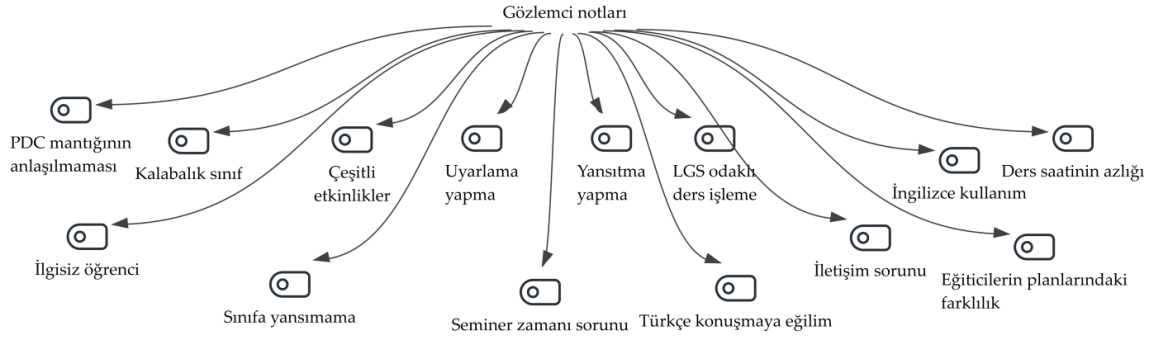 Gözlemci notları
PDC mantığının
anlaşılmaması
Kalabalık sınıf
Çeşitli
etkinlikler
Uyarlama
yapma
Yansıtma
yapma
LGS odaklı
ders işleme
İngilizce kullanım
Ders saatinin azlığı
İlgisiz öğrenci
Sınıfa yansımama
Seminer zamanı sorunu
Türkçe konuşmaya eğilim
İletişim sorunu
Eğiticilerin planlarındaki
farklılık